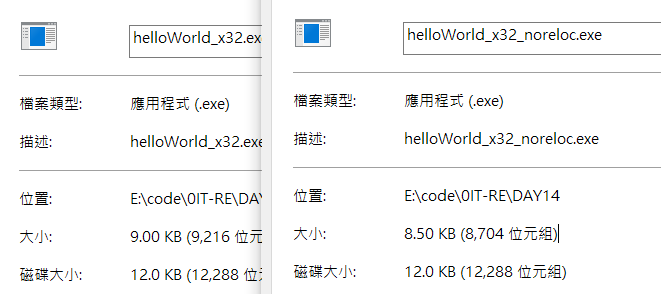 helloWorld_x32.ex
檔案類型: 應用程式 (.exe)
描述: helloWorld_x32.exe
位置: E:\code\0IT-RE\DAY
大小: 9.00 KB (9,216 位元
磁碟大小: 12.0 KB (12,288 位元
helloWorld_x32_noreloc.exe
檔案類型: 應用程式 (.exe)
描述: helloWorld_x32_noreloc.exe
位置: E:\code\0IT-RE\DAY14
大小: 8.50 KB (8,704 位元組)
磁碟大小: 12.0 KB (12,288 位元組)